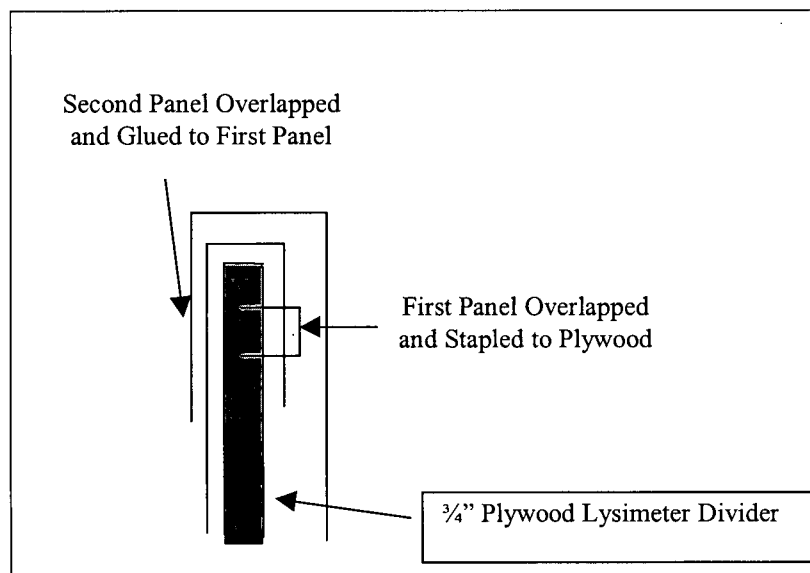 Second Panel Overlapped
and Glued to First Panel
First Panel Overlapped
and Stapled to Plywood
¾” Plywood Lysimeter Divider